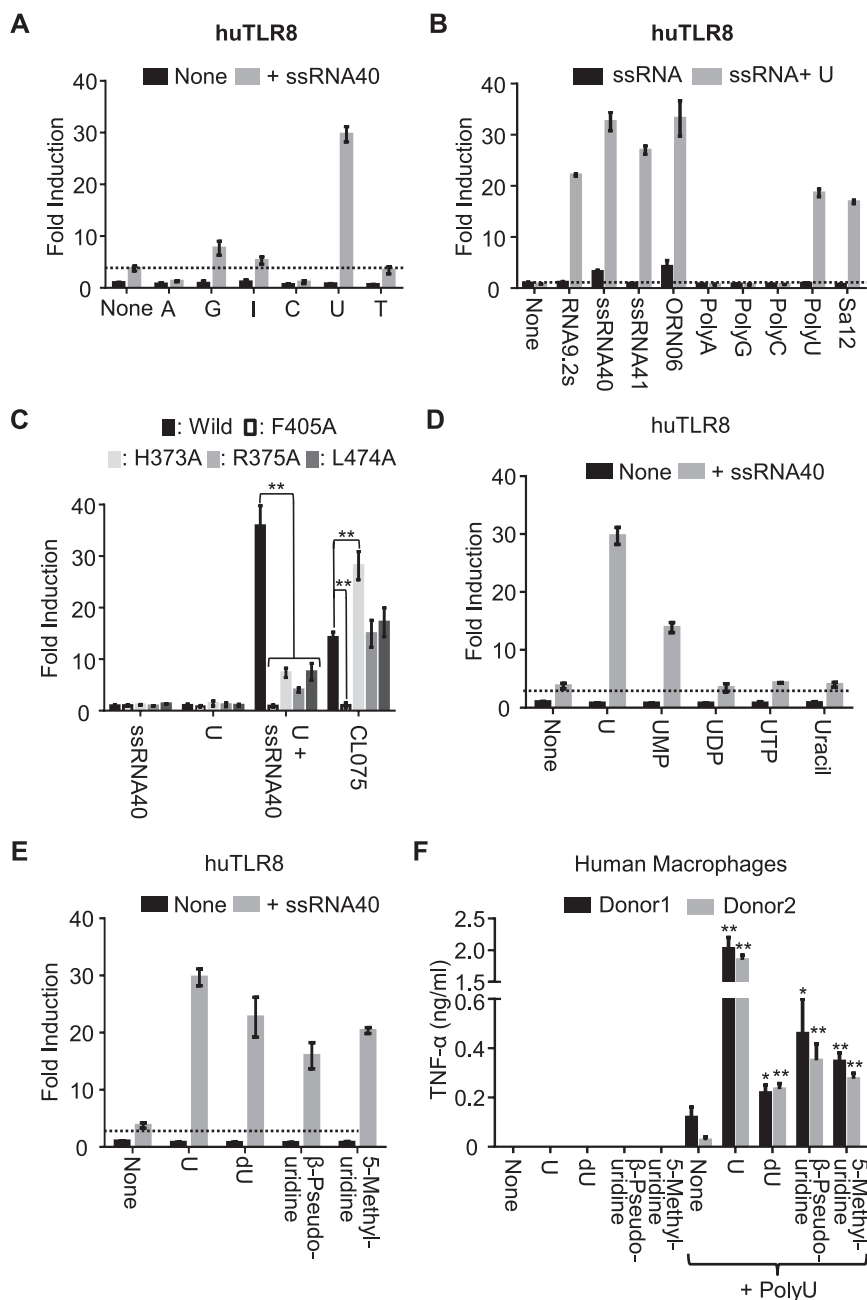 A
huTLR8
None + ssRNA40
Fold Induction
40
30
20
10
0
None A G I C U T
B
huTLR8
ssRNA ssRNA+ U
Fold Induction
40
30
20
10
0
None
RNA9.2s
ssRNA40
ssRNA41
ORN06
PolyA
PolyG
PolyC
PolyU
Sa12
C
: Wild : F405A
: H373A : R375A : L474A
Fold Induction
40
30
20
10
0
**
**
**
ssRNA40
U
U +
ssRNA40
CL075
D
huTLR8
None + ssRNA40
Fold Induction
40
30
20
10
0
None
U
UMP
UDP
UTP
Uracil
E
huTLR8
None + ssRNA40
Fold Induction
40
30
20
10
0
None
U
dU
β-Pseudo-
uridine
5-Methyl-
uridine
F
Human Macrophages
Donor1 Donor2
TNF-α (ng/ml)
2.5
2.0
1.5
0.6
0.4
0.2
0
** **
* **
* **
** **
None
U
dU
β-Pseudo-
uridine
5-Methyl-
uridine
None
U
dU
β-Pseudo-
uridine
5-Methyl-
uridine
+ PolyU